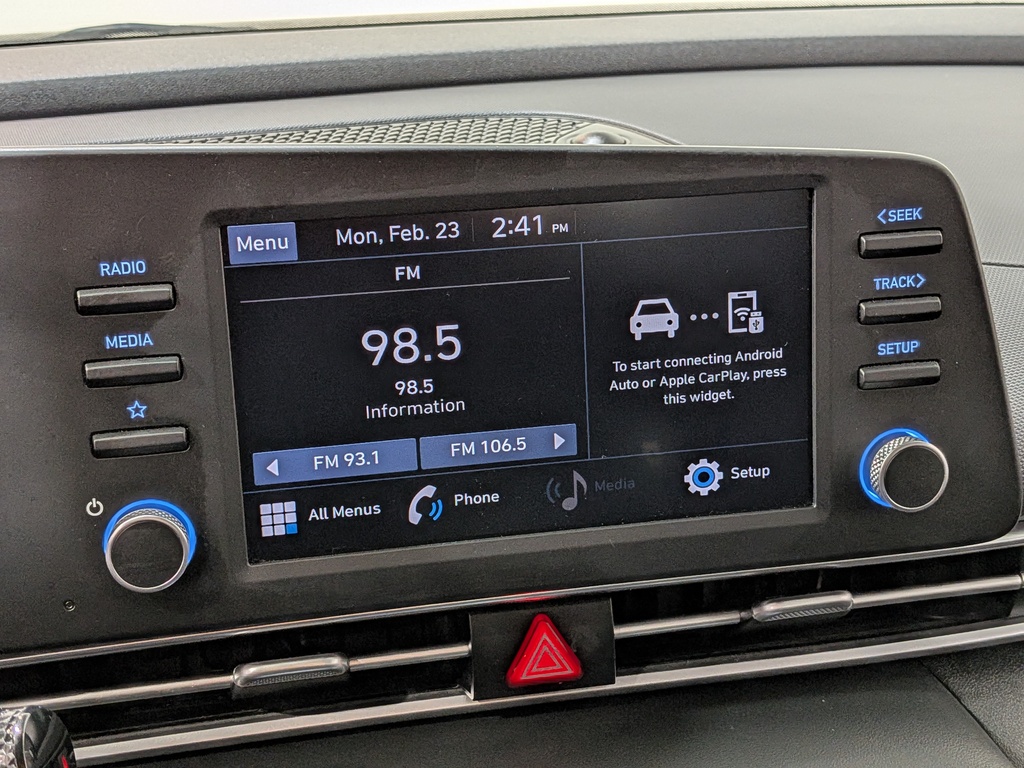 Menu
Mon, Feb. 23
2:41 PM
FM
98.5
98.5
Information
FM 93.1
FM 106.5
To start connecting Android
Auto or Apple CarPlay, press
this widget.
All Menus
Phone
Media
Setup
RADIO
MEDIA
<SEEK
TRACK>
SETUP